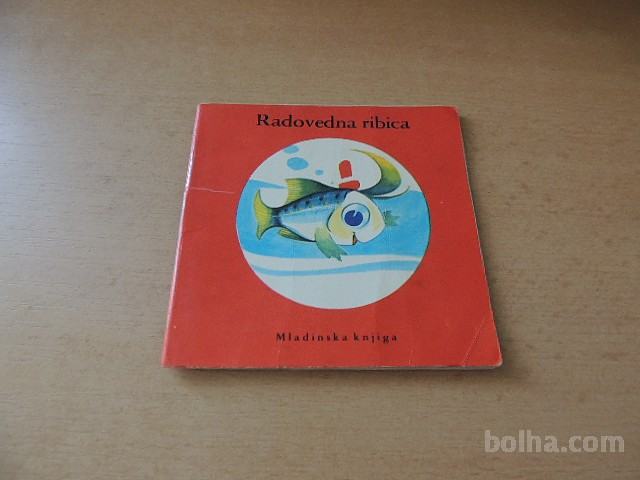 Radovedna ribica
Mladinska knjiga
bolha.com